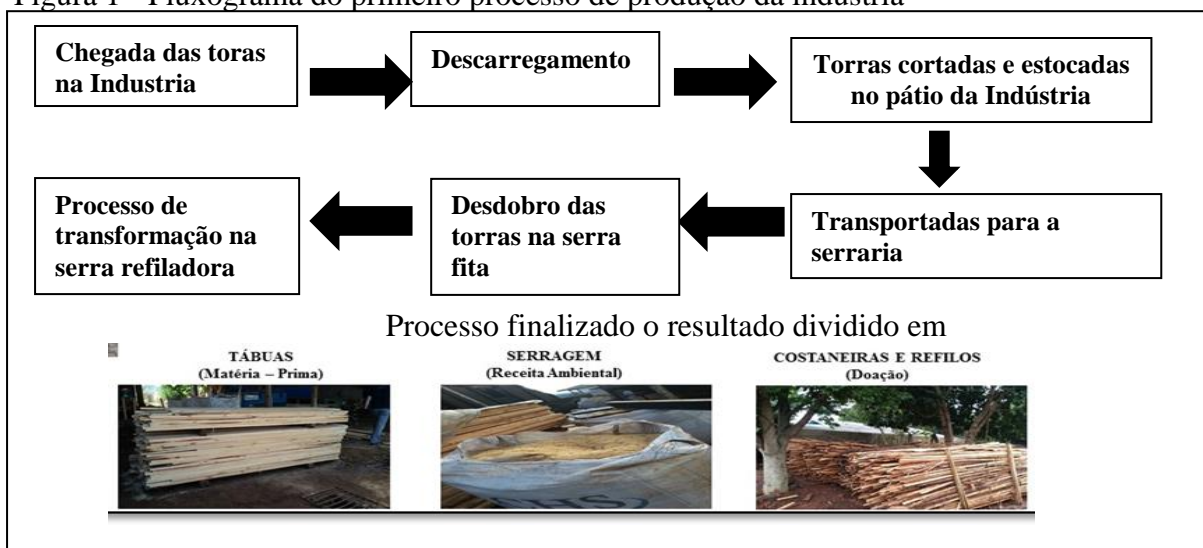 Figura 1 - Fluxograma do primeiro processo de produção da indústria
Chegada das toras
na Industria
Descarregamento
Torras cortadas e estocadas
no pátio da Indústria
Transportadas para a
serraria
Desdobro das
torras na serra
fita
Processo de
transformação na
serra refiladora
Processo finalizado o resultado dividido em
TÁBUAS
(Matéria – Prima)
SERRAGEM
(Receita Ambiental)
COSTANEIRAS E REFILOS
(Doação)